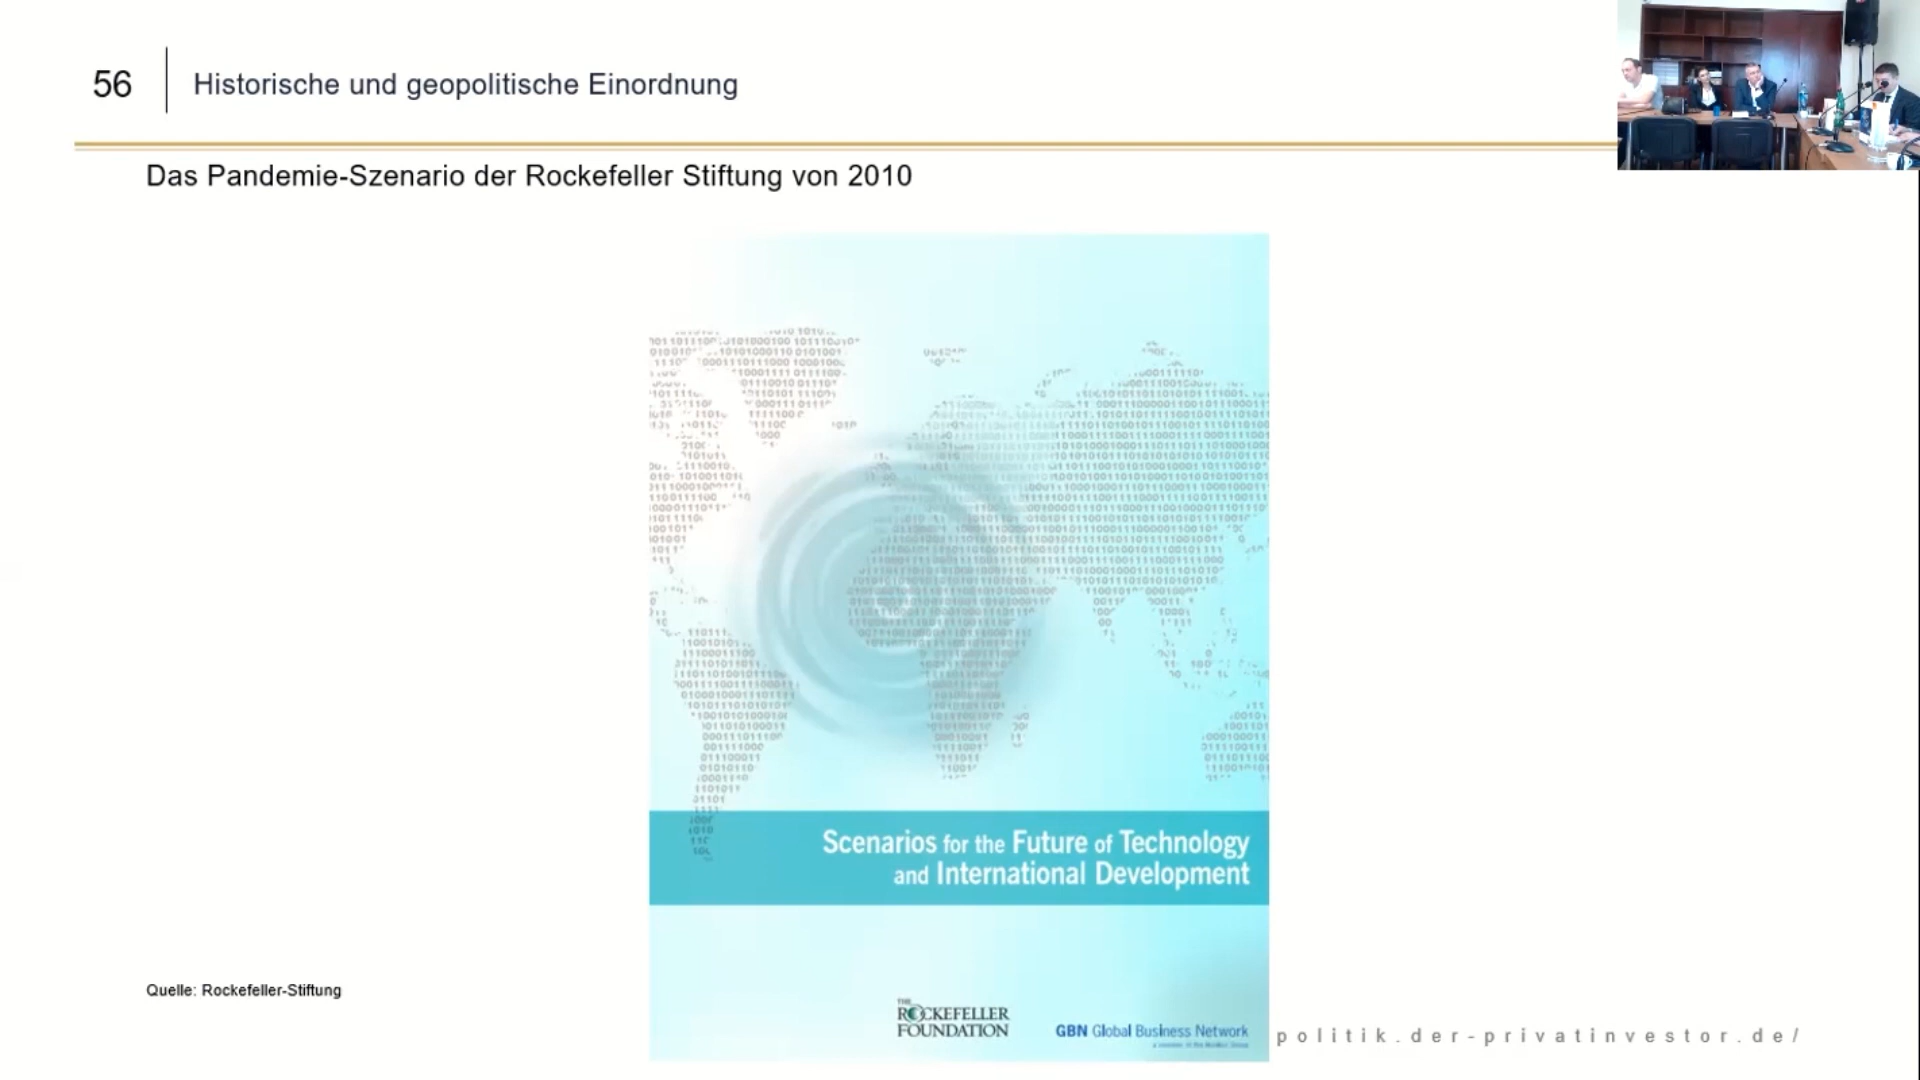 56
Historische und geopolitische Einordnung
Das Pandemie-Szenario der Rockefeller Stiftung von 2010
Scenarios for the Future of Technology
and International Development
Quelle: Rockefeller-Stiftung
THE
ROCKEFELLER
FOUNDATION
GBN Global Business Network
politik.der-privatinvestor.de/